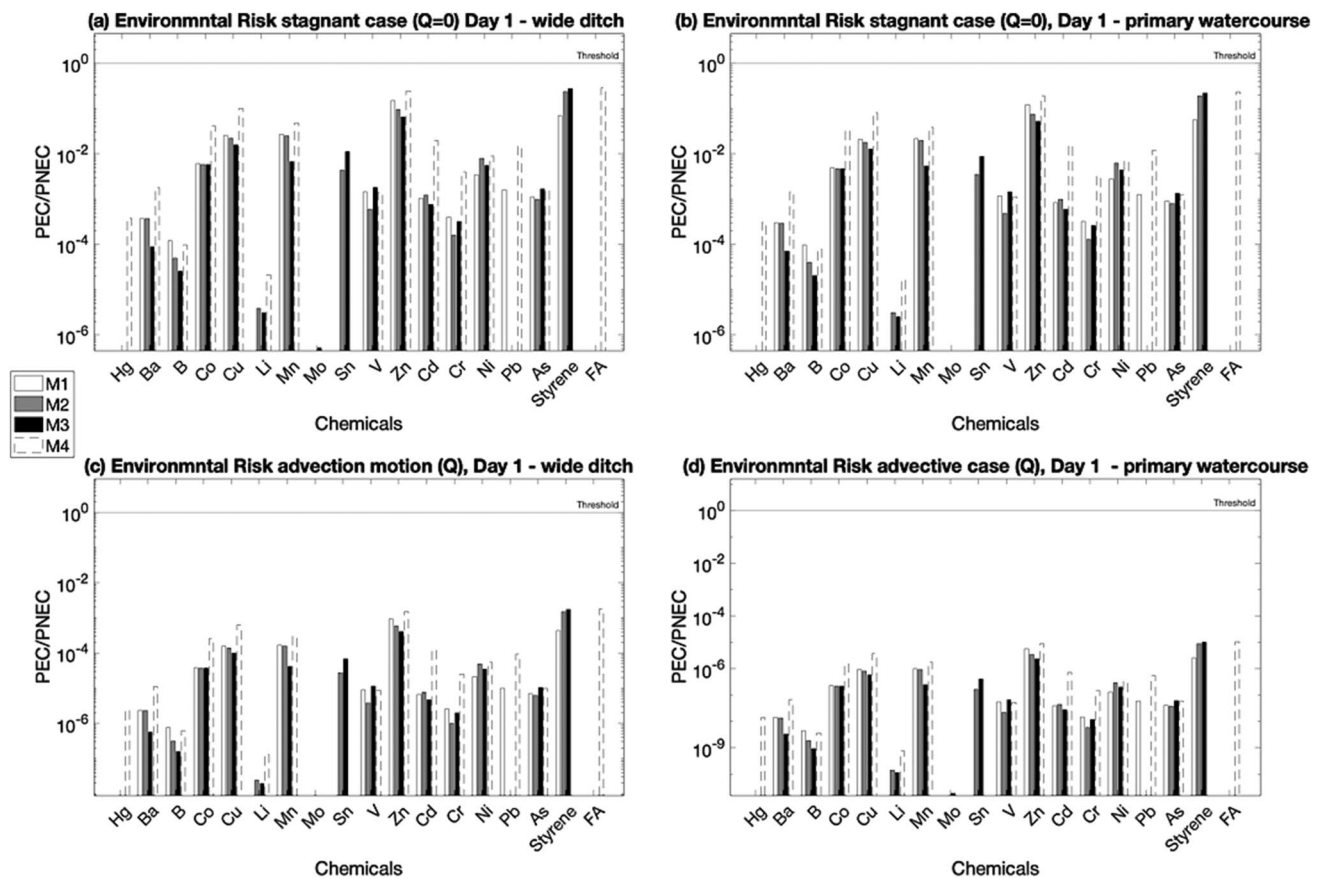 (a) Environmntal Risk stagnant case (Q=0) Day 1 - wide ditch
Threshold
10^0
10^-2
10^-4
10^-6
PEC/PNEC
Hg Ba B Co Cu Li Mn Mo Sn V Zn Cd Cr Ni Pb As Styrene FA
Chemicals
(b) Environmntal Risk stagnant case (Q=0), Day 1 - primary watercourse
Threshold
10^0
10^-2
10^-4
10^-6
PEC/PNEC
Hg Ba B Co Cu Li Mn Mo Sn V Zn Cd Cr Ni Pb As Styrene FA
Chemicals
M1
M2
M3
M4
(c) Environmntal Risk advection motion (Q), Day 1 - wide ditch
Threshold
10^0
10^-2
10^-4
10^-6
PEC/PNEC
Hg Ba B Co Cu Li Mn Mo Sn V Zn Cd Cr Ni Pb As Styrene FA
Chemicals
(d) Environmntal Risk advective case (Q), Day 1 - primary watercourse
Threshold
10^0
10^-2
10^-4
10^-6
10^-9
PEC/PNEC
Hg Ba B Co Cu Li Mn Mo Sn V Zn Cd Cr Ni Pb As Styrene FA
Chemicals